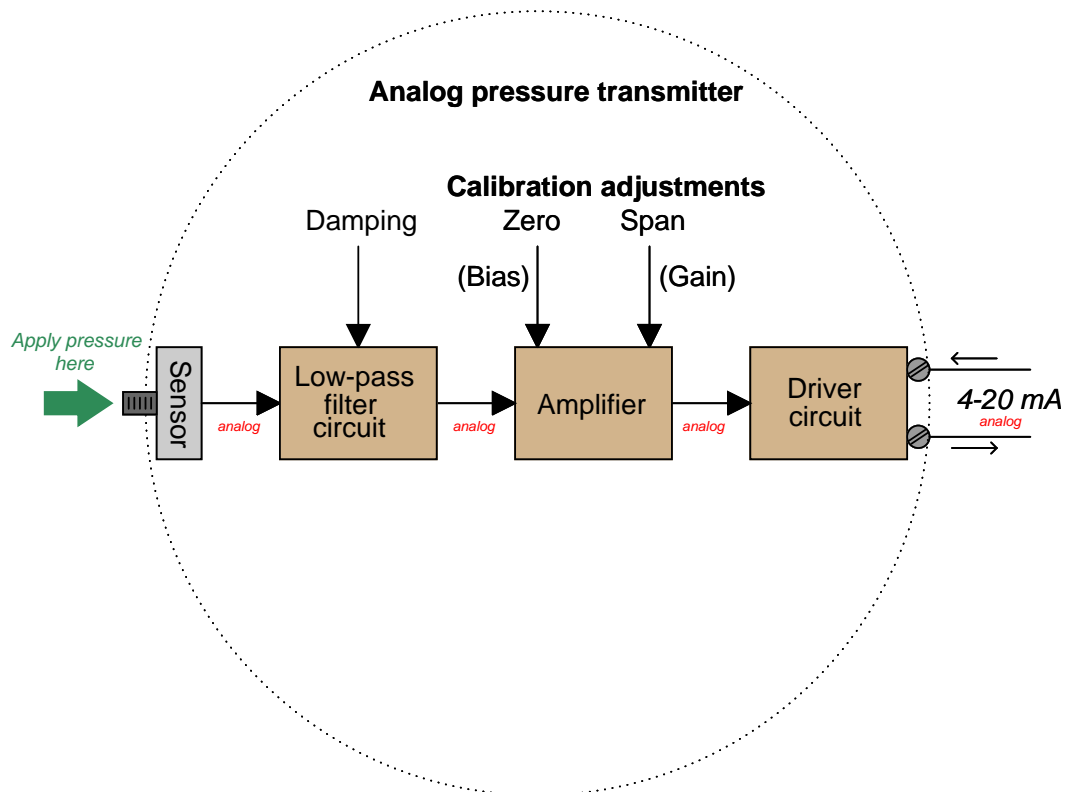 Analog pressure transmitter
Calibration adjustments
Damping
Zero
Span
(Bias)
(Gain)
Apply pressure
here
Sensor
analog
Low-pass
filter
circuit
analog
Amplifier
analog
Driver
circuit
4-20 mA
analog